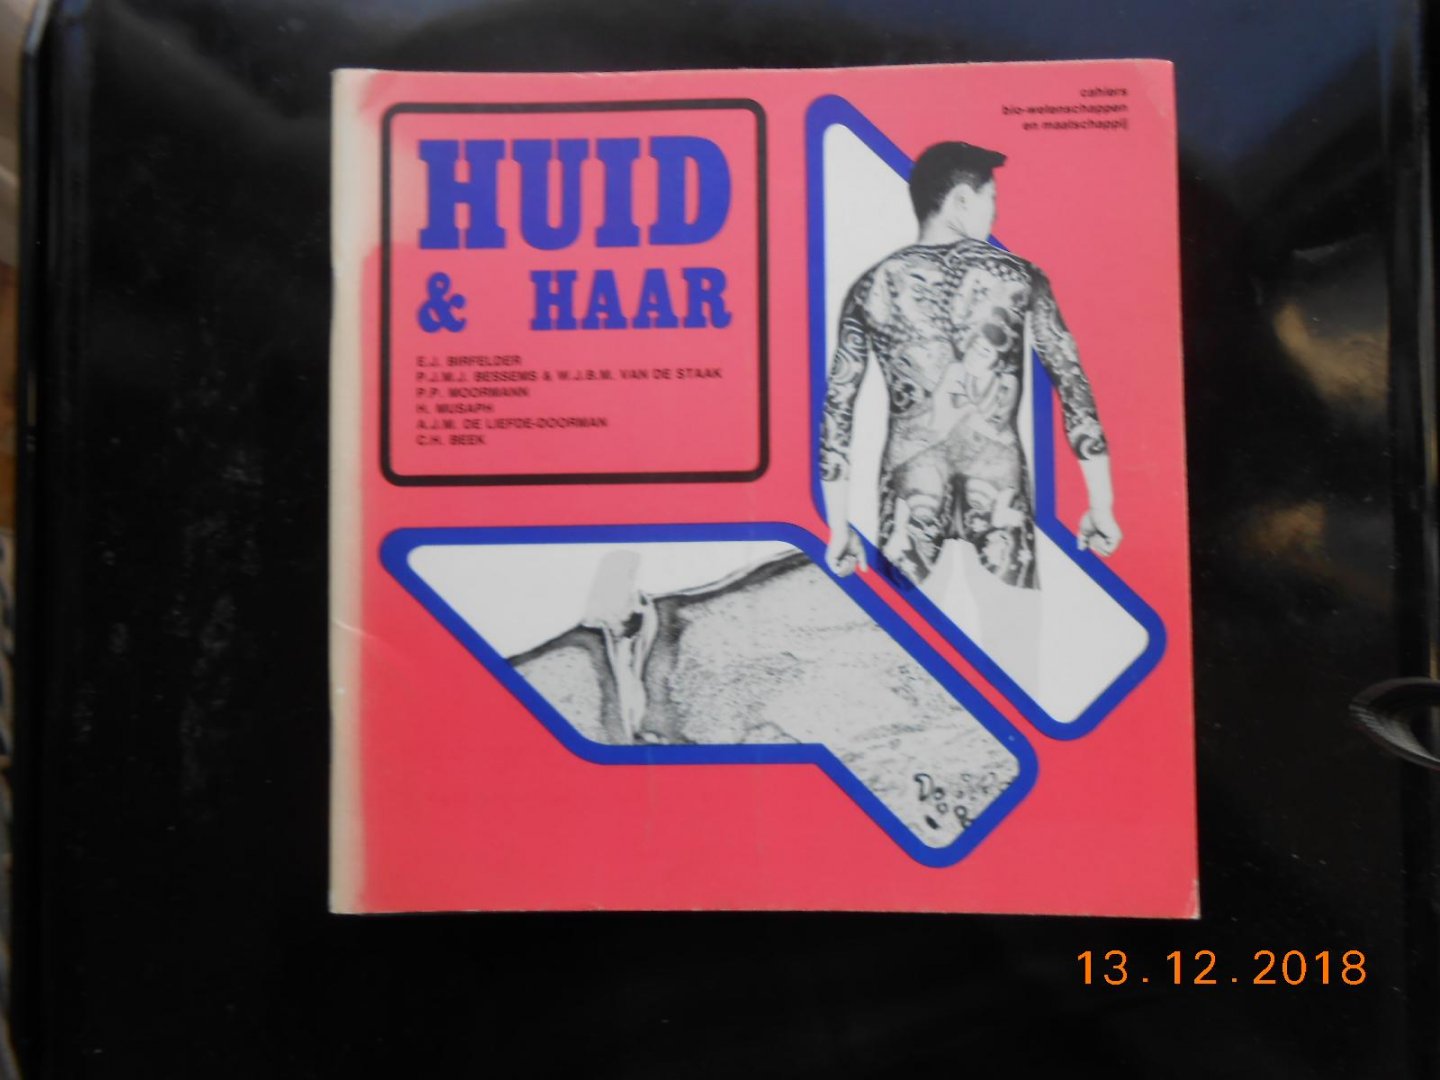 cahiers
bio-wetenschappen
en maatschappij
HUID
& HAAR
E.J. BIRFELDER
P.J.M.J. BESSEMS & W.J.B.M. VAN DE STAAK
P.P. MOORMANN
H. MUSAPH
A.J.M. DE LIEFDE-DOORMAN
C.H. BEEK
13.12.2018